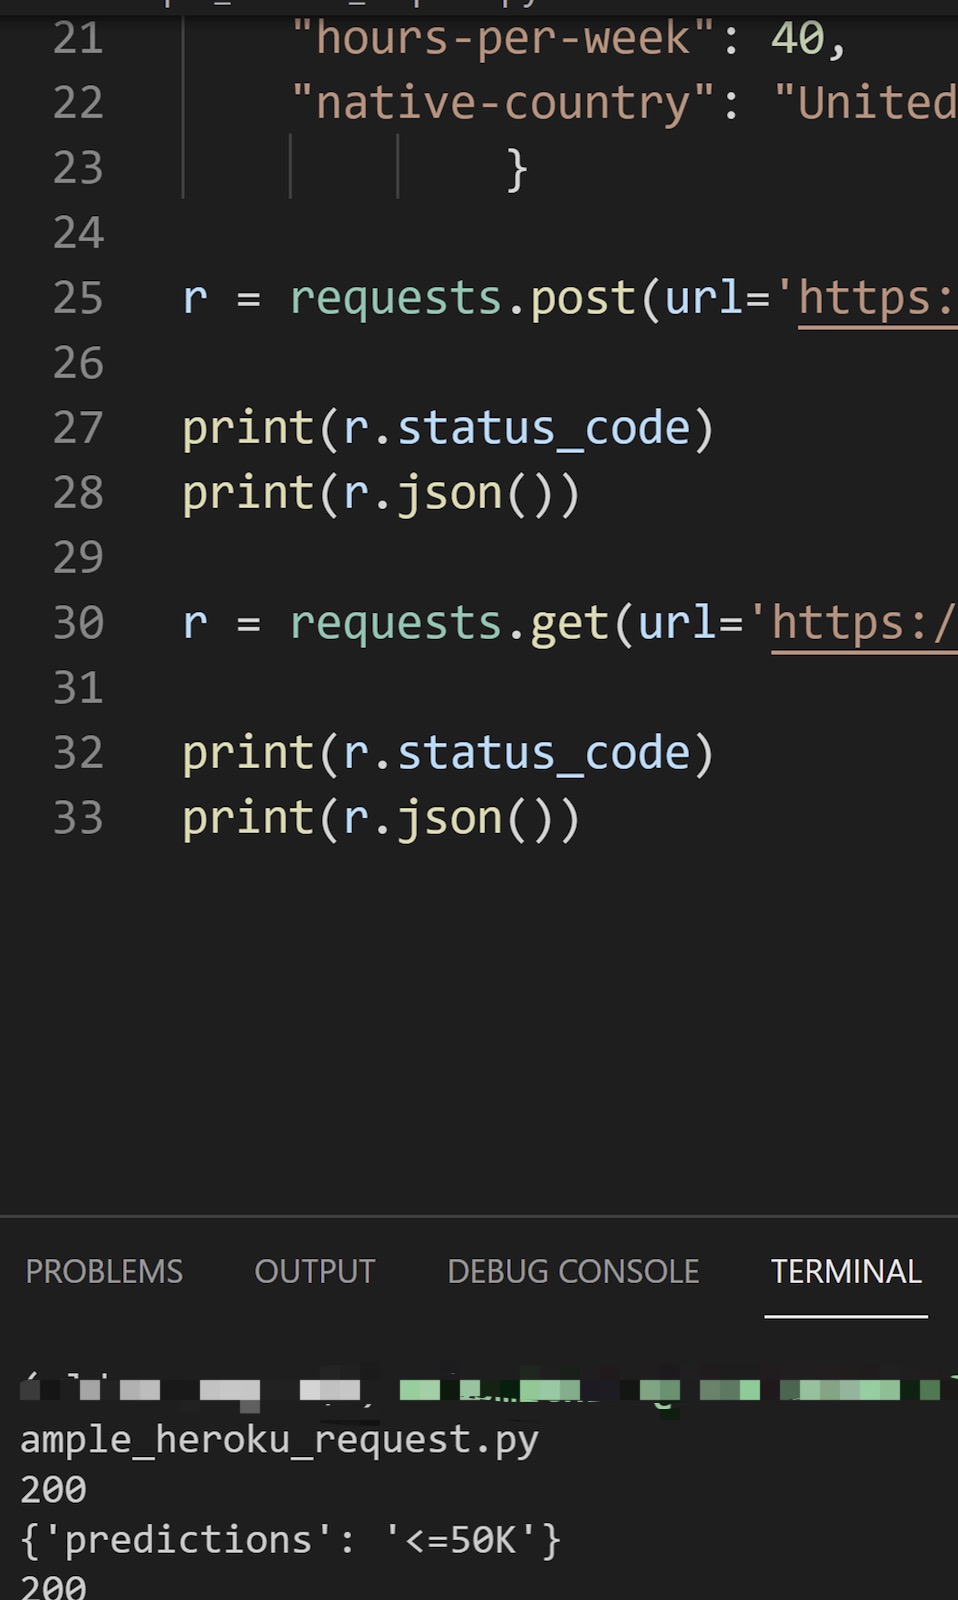 21 "hours-per-week": 40,
22 "native-country": "United
23 }
24
25 r = requests.post(url='https:
26
27 print(r.status_code)
28 print(r.json())
29
30 r = requests.get(url='https:/
31
32 print(r.status_code)
33 print(r.json())
PROBLEMS OUTPUT DEBUG CONSOLE TERMINAL
ample_heroku_request.py
200
{'predictions': '<=50K'}
200